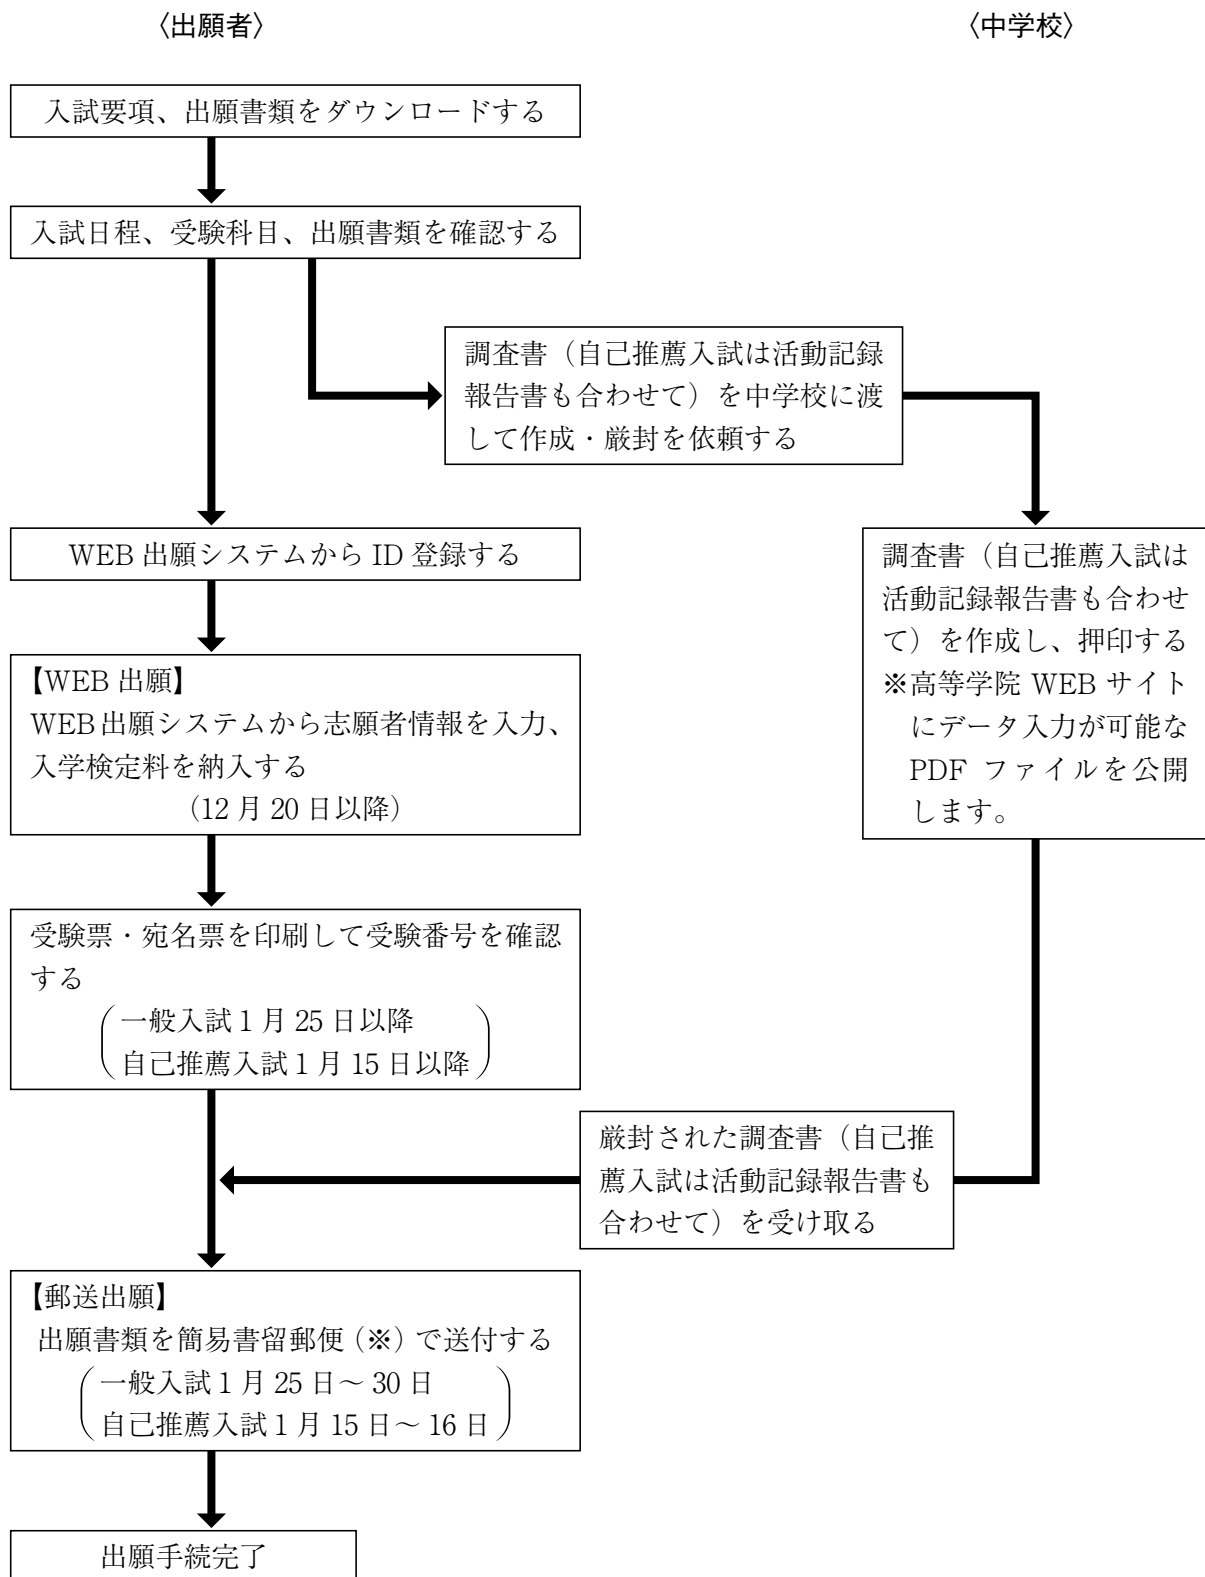 〈出願者〉
〈中学校〉
入試要項、出願書類をダウンロードする
入試日程、受験科目、出願書類を確認する
調査書（自己推薦入試は活動記録
報告書も合わせて）を中学校に渡
して作成・厳封を依頼する
WEB 出願システムから ID 登録する
調査書（自己推薦入試は
活動記録報告書も合わせ
て）を作成し、押印する
※高等学院 WEB サイト
にデータ入力が可能な
PDF ファイルを公開
します。
【WEB 出願】
WEB出願システムから志願者情報を入力、
入学検定料を納入する
（12 月 20 日以降）
受験票・宛名票を印刷して受験番号を確認
する
一般入試 1 月 25 日以降
自己推薦入試 1 月 15 日以降
厳封された調査書（自己推
薦入試は活動記録報告書も
合わせて）を受け取る
【郵送出願】
出願書類を簡易書留郵便（※）で送付する
一般入試 1 月 25 日～ 30 日
自己推薦入試 1 月 15 日～ 16 日
出願手続完了